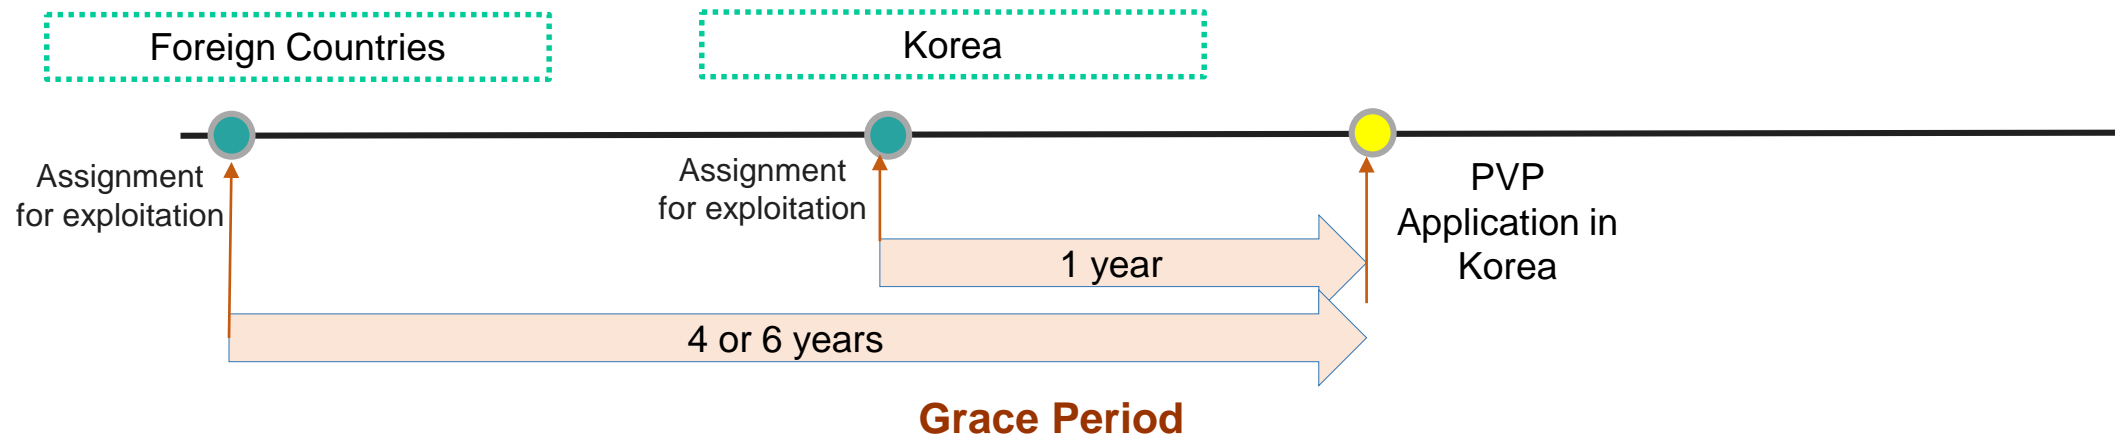 Foreign Countries
Korea
Assignment
for exploitation
Assignment
for exploitation
PVP
Application in
Korea
1 year
4 or 6 years
Grace Period